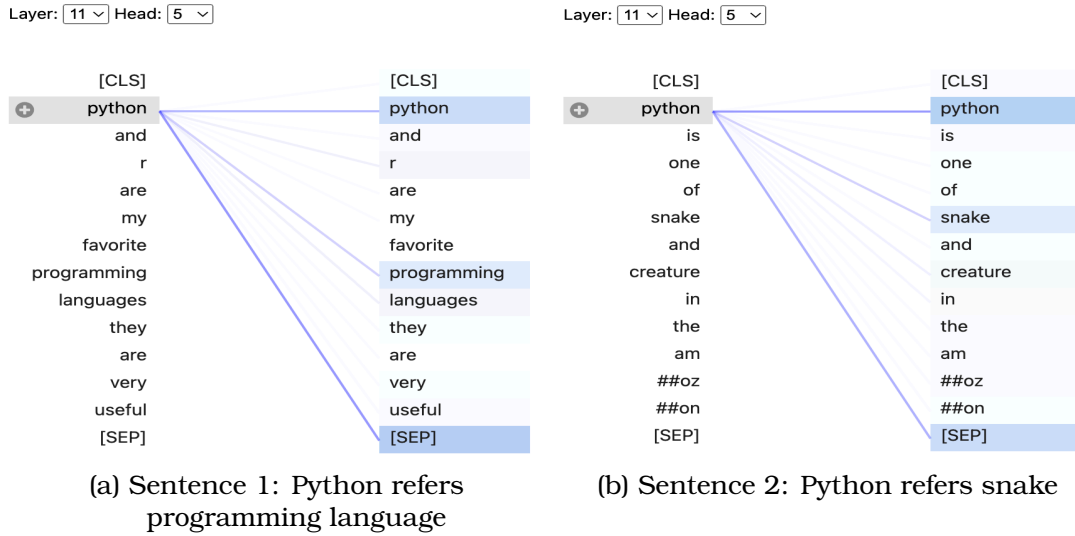 Layer: 11 Head: 5
[CLS] [CLS]
python python
and and
r r
are are
my my
favorite favorite
programming programming
languages languages
they they
are are
very very
useful useful
[SEP] [SEP]
(a) Sentence 1: Python refers
programming language
Layer: 11 Head: 5
[CLS] [CLS]
python python
is is
one one
of of
snake snake
and and
creature creature
in in
the the
am am
##oz ##oz
##on ##on
[SEP] [SEP]
(b) Sentence 2: Python refers snake